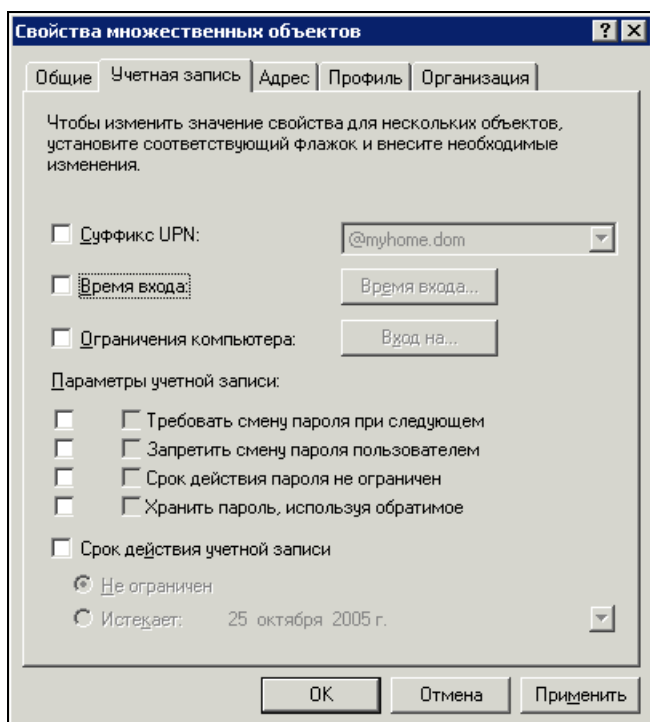 Свойства множественных объектов
Общие Учетная запись Адрес Профиль Организация
Чтобы изменить значение свойства для нескольких объектов,
установите соответствующий флажок и внесите необходимые
изменения.
Суффикс UPN: @myhome.dom
Время входа: Время входа...
Ограничения компьютера: Вход на...
Параметры учетной записи:
Требовать смену пароля при следующем
Запретить смену пароля пользователем
Срок действия пароля не ограничен
Хранить пароль, используя обратимое
Срок действия учетной записи
Не ограничен
Истекает: 25 октября 2005 г.
OK Отмена Применить